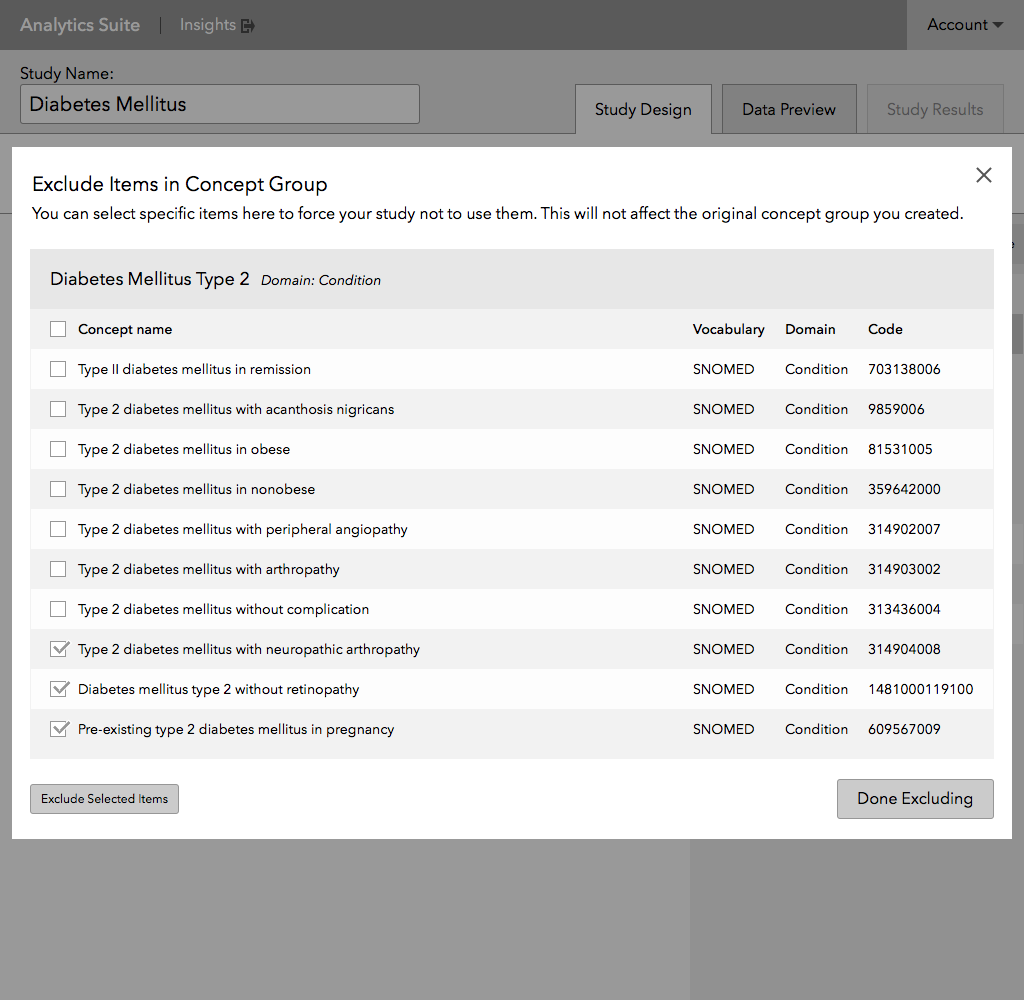 Analytics Suite | Insights
Account
Study Name:
Diabetes Mellitus
Study Design
Data Preview
Study Results
Exclude Items in Concept Group
You can select specific items here to force your study not to use them. This will not affect the original concept group you created.
Diabetes Mellitus Type 2 Domain: Condition
Concept name Vocabulary Domain Code
Type II diabetes mellitus in remission SNOMED Condition 703138006
Type 2 diabetes mellitus with acanthosis nigricans SNOMED Condition 9859006
Type 2 diabetes mellitus in obese SNOMED Condition 81531005
Type 2 diabetes mellitus in nonobese SNOMED Condition 359642000
Type 2 diabetes mellitus with peripheral angiopathy SNOMED Condition 314902007
Type 2 diabetes mellitus with arthropathy SNOMED Condition 314903002
Type 2 diabetes mellitus without complication SNOMED Condition 313436004
Type 2 diabetes mellitus with neuropathic arthropathy SNOMED Condition 314904008
Diabetes mellitus type 2 without retinopathy SNOMED Condition 1481000119100
Pre-existing type 2 diabetes mellitus in pregnancy SNOMED Condition 609567009
Exclude Selected Items
Done Excluding